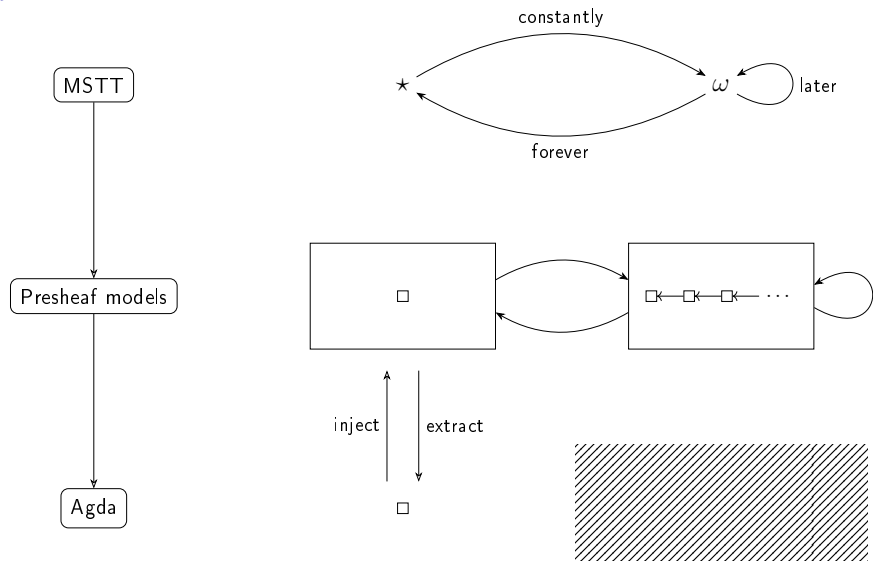 constantly
MSTT
⋆
ω
later
forever
Presheaf models
···
inject
extract
Agda